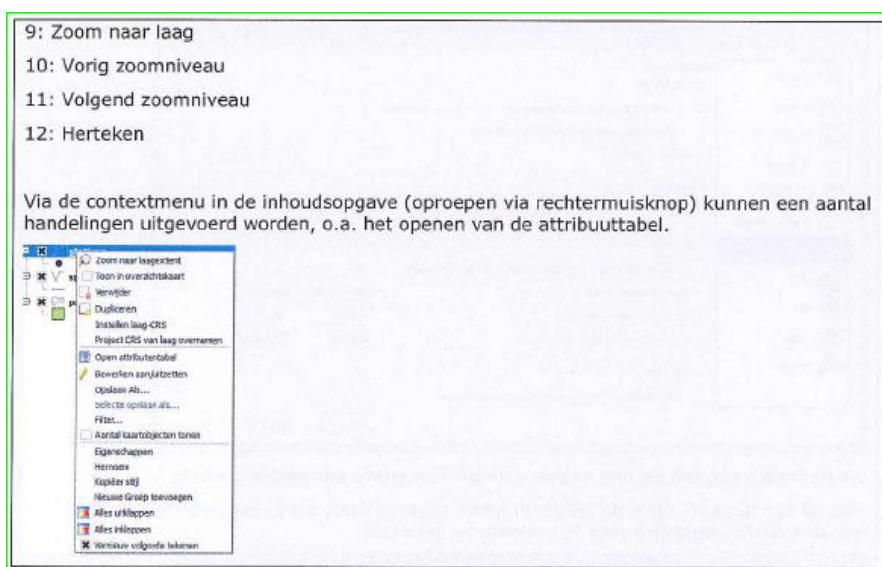 9: Zoom naar laag
10: Vorig zoomniveau
11: Volgend zoomniveau
12: Herteken
Via de contextmenu in de inhoudsopgave (oproepen via rechtermuisknop) kunnen een aantal
handelingen uitgevoerd worden, o.a. het openen van de attribuuttabel.
Zoom naar laagextent
Toon in overzichtskaart
Verwijder
Dupliceren
Instellen laag-CRS
Project CRS van laag overnemen
Open attributentabel
Bewerken aan/uitzetten
Opslaan Als...
Selectie opslaan als...
Filter...
Aantal kaartobjecten tonen
Eigenschappen
Hernoem
Kopiëer stijl
Nieuwe Groep toevoegen
Alles uitklappen
Alles inklappen
Vernieuw volgorde tekenen